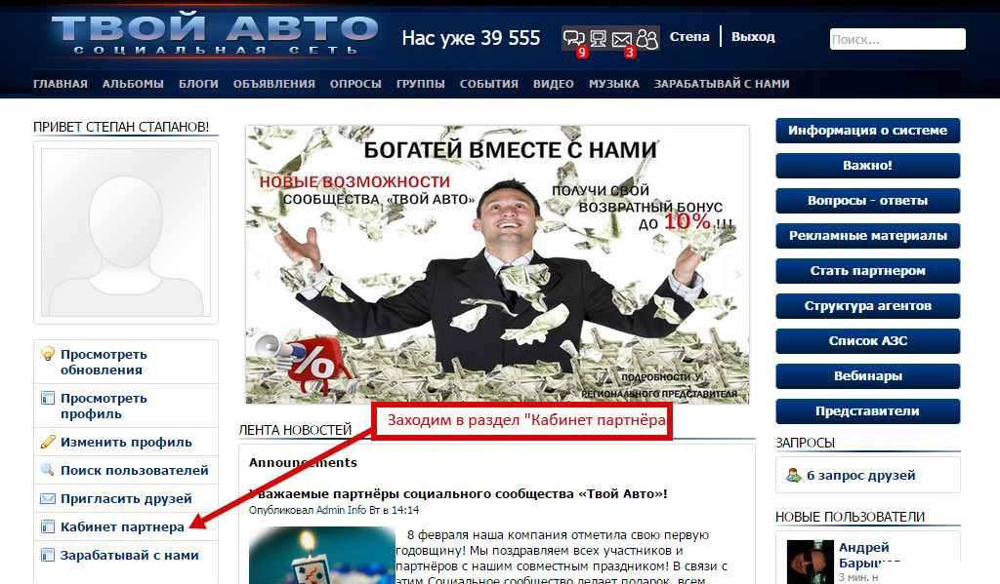 ТВОЙ АВТО
СОЦИАЛЬНАЯ СЕТЬ
Нас уже 39 555
9
3
Степа
Выход
Поиск...
ГЛАВНАЯ АЛЬБОМЫ БЛОГИ ОБЪЯВЛЕНИЯ ОПРОСЫ ГРУППЫ СОБЫТИЯ ВИДЕО МУЗЫКА ЗАРАБАТЫВАЙ С НАМИ
ПРИВЕТ СТЕПАН СТАПАНОВ!
Просмотреть
обновления
Просмотреть
профиль
Изменить профиль
Поиск пользователей
Пригласить друзей
Кабинет партнера
Зарабатывай с нами
БОГАТЕЙ ВМЕСТЕ С НАМИ
НОВЫЕ ВОЗМОЖНОСТИ
СООБЩЕСТВА «ТВОЙ АВТО»
ПОЛУЧИ СВОЙ
ВОЗВРАТНЫЙ БОНУС
ДО 10% !!!
%
ПОДРОБНОСТИ У
РЕГИОНАЛЬНОГО ПРЕДСТАВИТЕЛЯ
Заходим в раздел "Кабинет партнёра
ЛЕНТА НОВОСТЕЙ
Announcements
Уважаемые партнёры социального сообщества «Твой Авто»!
Опубликовал Admin Info Вт в 14:14
8 февраля наша компания отметила свою первую
годовщину! Мы поздравляем всех участников и
партнёров с нашим совместным праздником! В связи с
этим Социальное сообщество делает подарок всем
Информация о системе
Важно!
Вопросы - ответы
Рекламные материалы
Стать партнером
Структура агентов
Список АЗС
Вебинары
Представители
ЗАПРОСЫ
6 запрос друзей
НОВЫЕ ПОЛЬЗОВАТЕЛИ
Андрей
3 мин. н